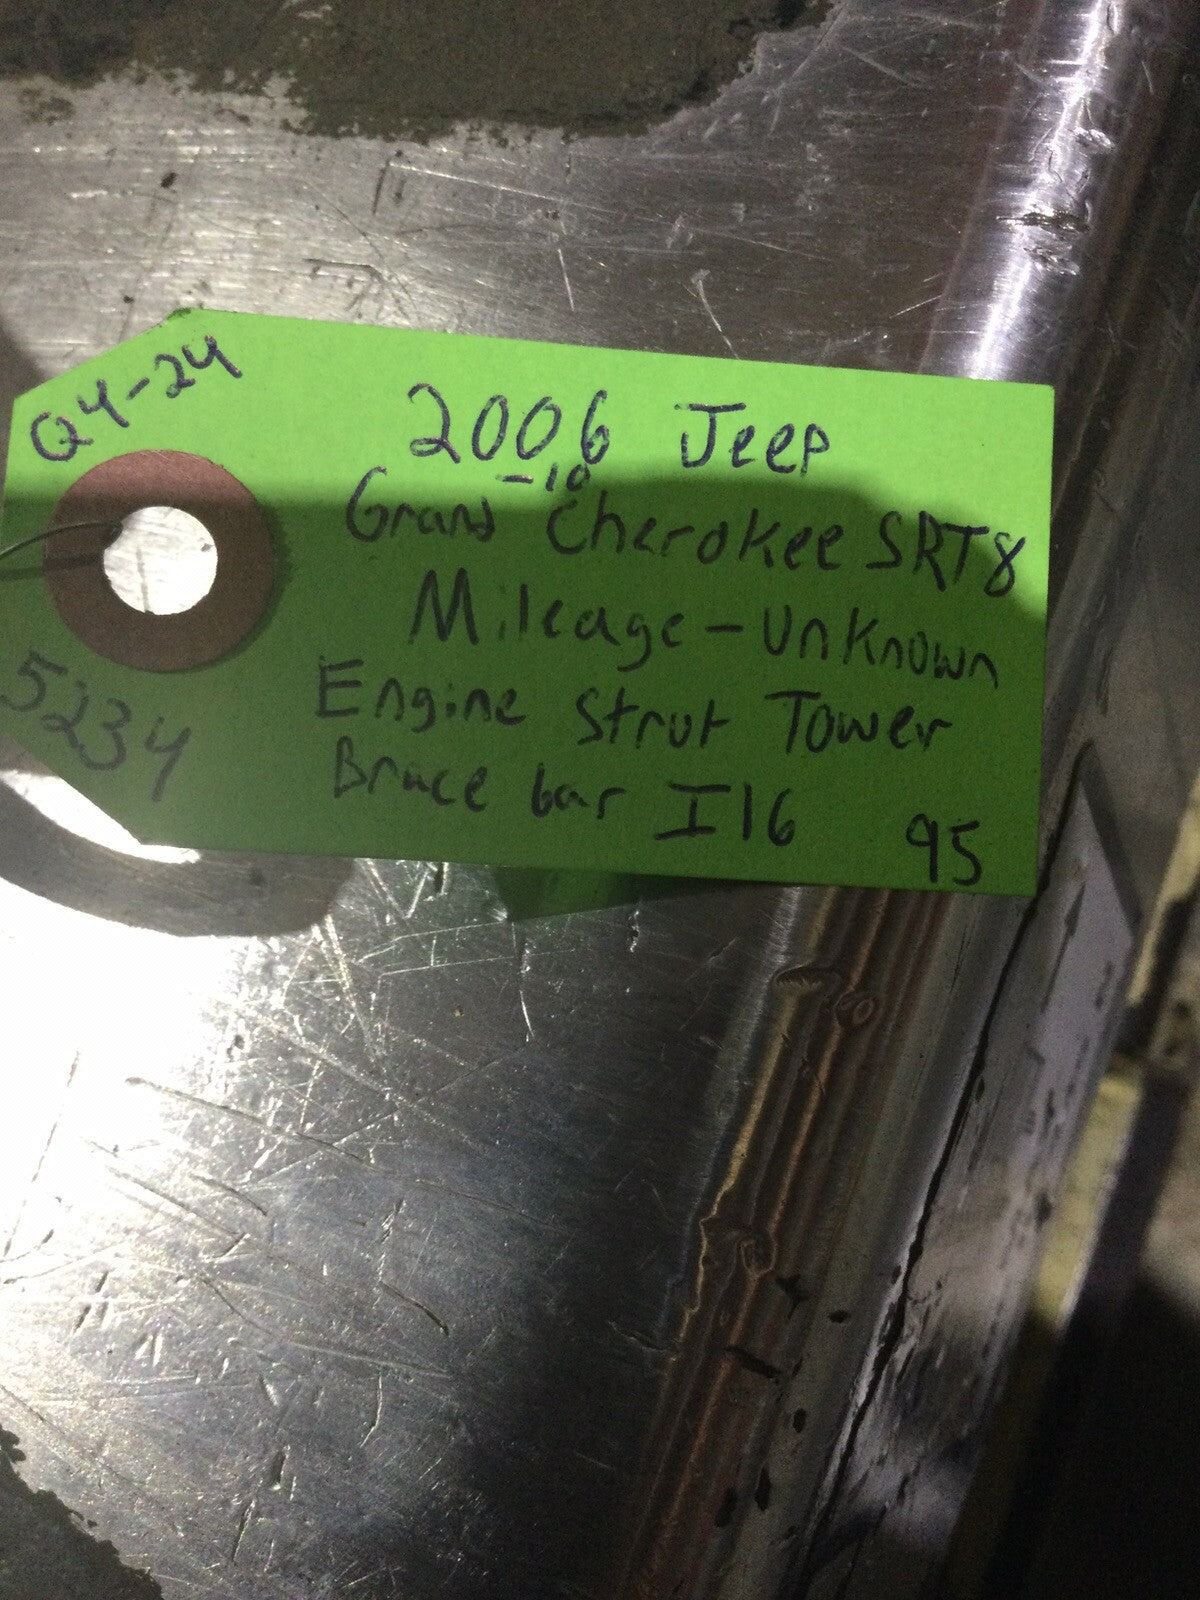 Q4-24
2006 Jeep
-10
Grand Cherokee SRT8
Mileage - Unknown
Engine Strut Tower
Brace bar I16
95
5234